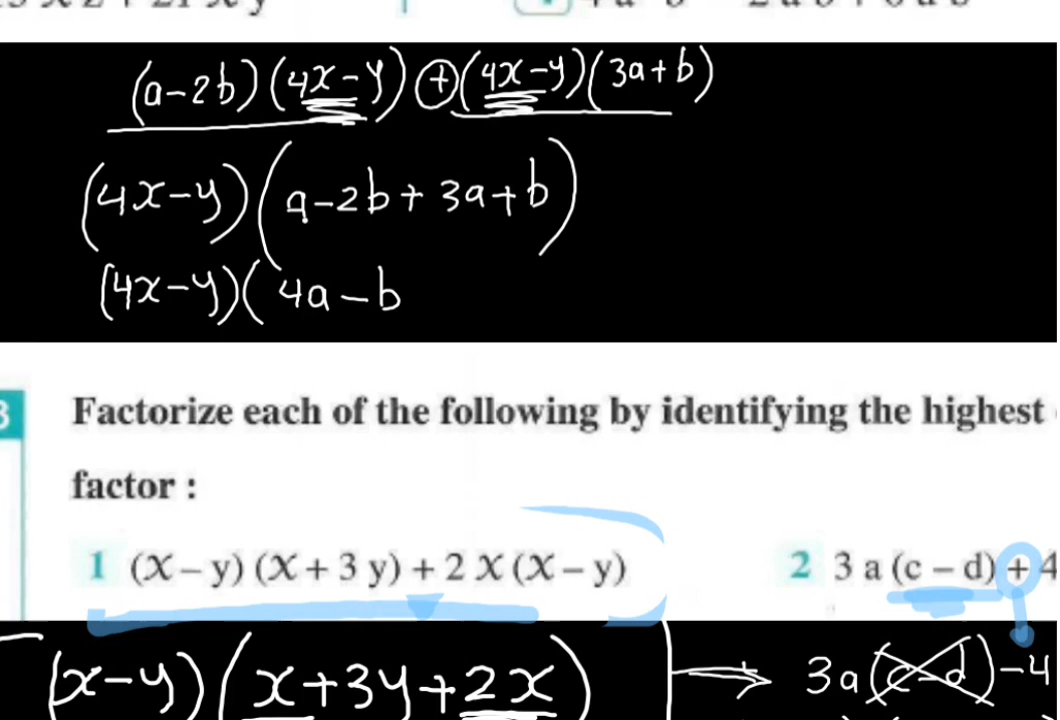 (a-2b)(4x-y)+(4x-y)(3a+b)
(4x-y)(a-2b+3a+b)
(4x-y)(4a-b
3 Factorize each of the following by identifying the highest
factor :
1 (X – y) (X + 3 y) + 2 X (X – y)
2 3 a (c – d) + 4
(x-y)(x+3y+2x)
→ 3a(c-d)-4